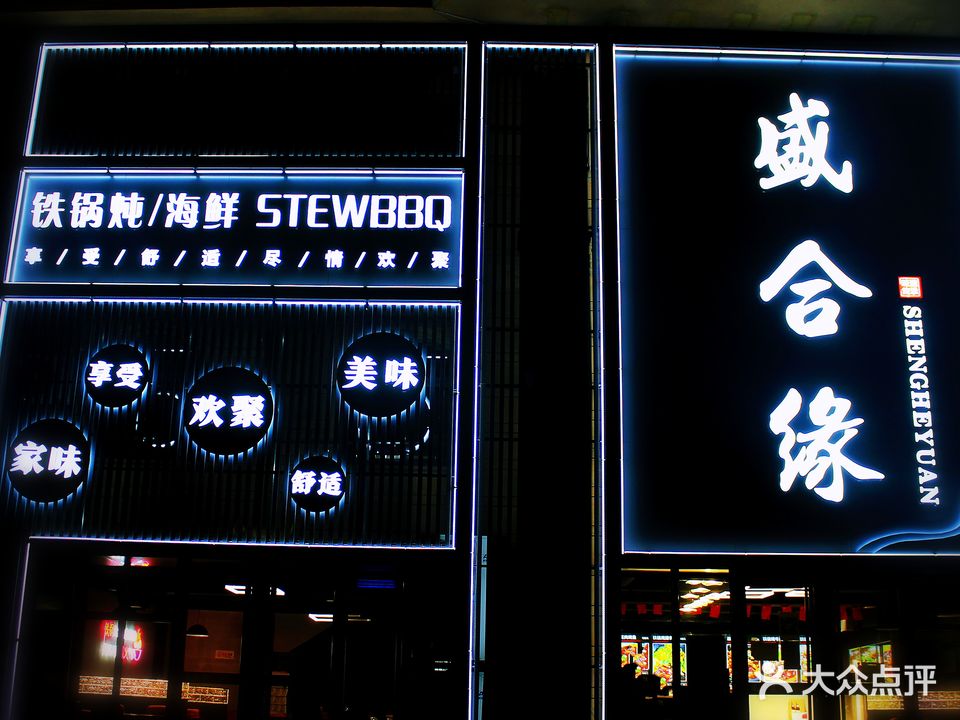 铁锅炖/海鲜 STEWBBQ
享/受/舒/适/尽/情/欢/聚
享受
欢聚
美味
家味
舒适
盛合缘
SHENGHEYUAN
大众点评